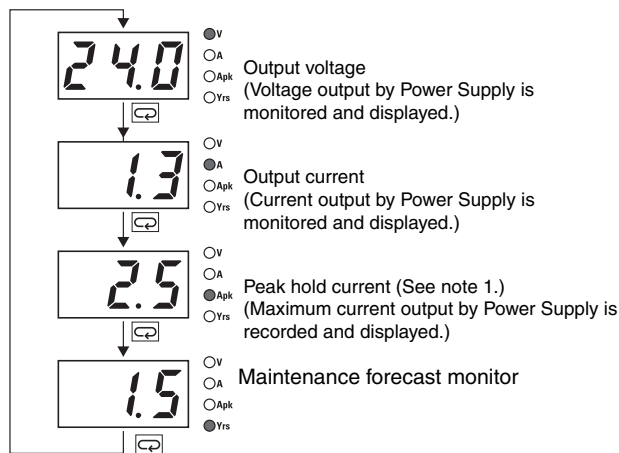 24.0
V
A
Apk
Yrs
Output voltage
(Voltage output by Power Supply is
monitored and displayed.)
1.3
V
A
Apk
Yrs
Output current
(Current output by Power Supply is
monitored and displayed.)
2.5
V
A
Apk
Yrs
Peak hold current (See note 1.)
(Maximum current output by Power Supply is
recorded and displayed.)
1.5
V
A
Apk
Yrs
Maintenance forecast monitor